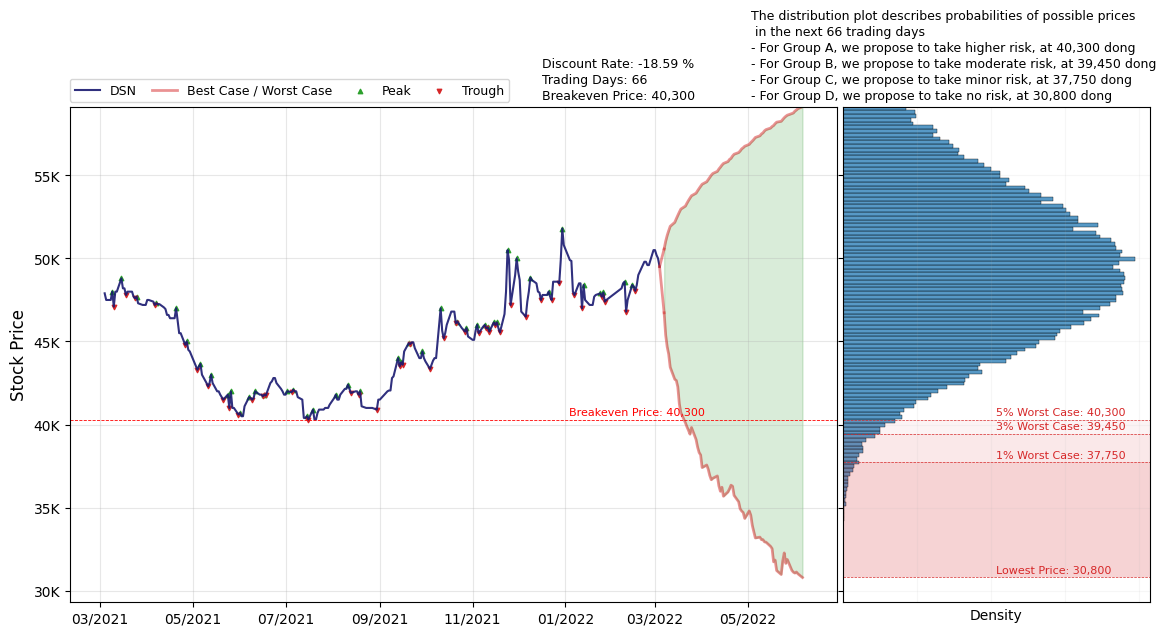 The distribution plot describes probabilities of possible prices
in the next 66 trading days
- For Group A, we propose to take higher risk, at 40,300 dong
- For Group B, we propose to take moderate risk, at 39,450 dong
- For Group C, we propose to take minor risk, at 37,750 dong
- For Group D, we propose to take no risk, at 30,800 dong
Discount Rate: -18.59 %
Trading Days: 66
Breakeven Price: 40,300
DSN Best Case / Worst Case Peak Trough
Stock Price
55K
50K
45K
40K
35K
30K
Breakeven Price: 40,300
5% Worst Case: 40,300
3% Worst Case: 39,450
1% Worst Case: 37,750
Lowest Price: 30,800
03/2021 05/2021 07/2021 09/2021 11/2021 01/2022 03/2022 05/2022
Density